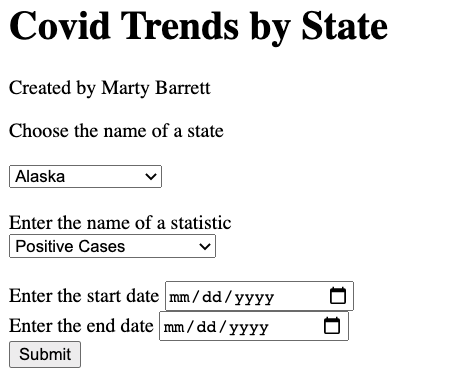 Covid Trends by State
Created by Marty Barrett
Choose the name of a state
Alaska
Enter the name of a statistic
Positive Cases
Enter the start date mm/dd/yyyy
Enter the end date mm/dd/yyyy
Submit